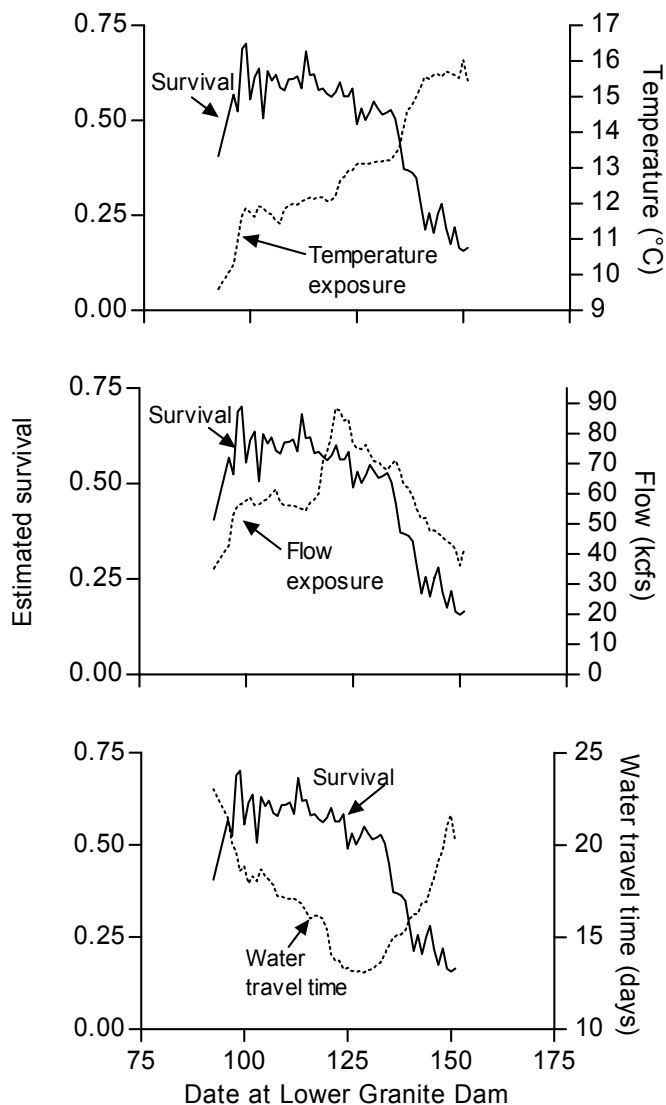 0.75
0.50
0.25
0.00
Survival
Temperature
exposure
17
16
15
14
13
12
11
10
9
Temperature (°C)
Estimated survival
0.75
0.50
0.25
0.00
Survival
Flow
exposure
90
80
70
60
50
40
30
20
10
0
Flow (kcfs)
0.75
0.50
0.25
0.00
Survival
Water
travel time
25
20
15
10
Water travel time (days)
75
100
125
150
175
Date at Lower Granite Dam